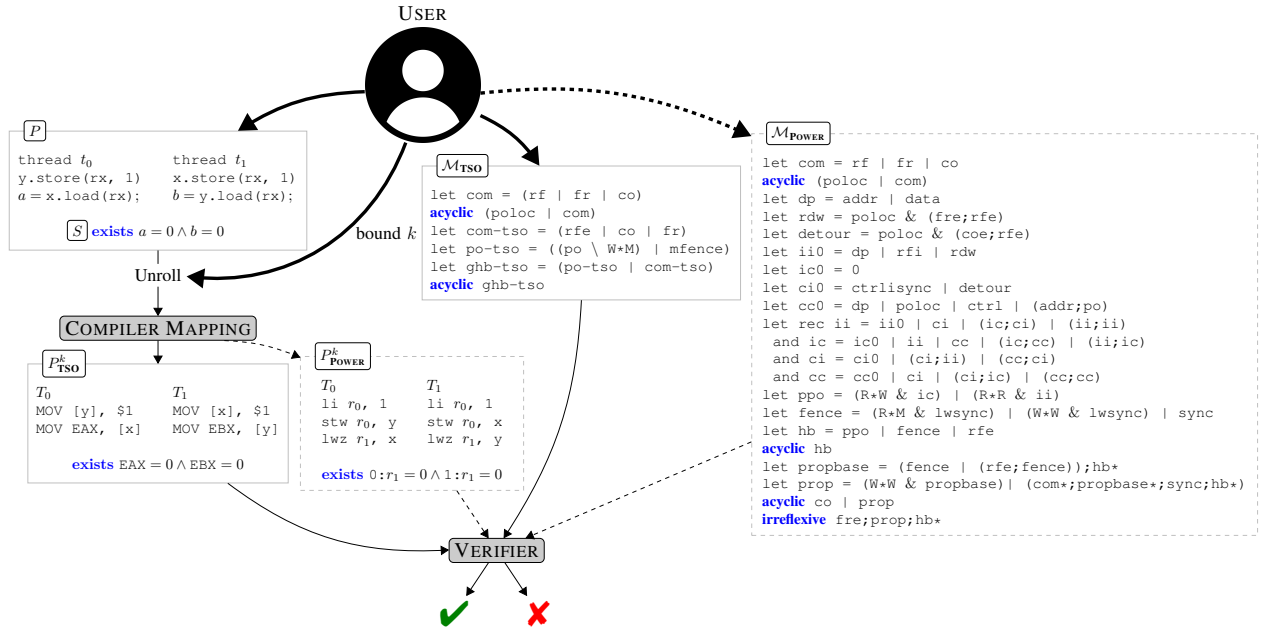 USER
P
thread t₀ thread t₁
y.store(rx, 1) x.store(rx, 1)
a = x.load(rx); b = y.load(rx);
S exists a = 0 ∧ b = 0
bound k
Unroll
COMPILER MAPPING
P^k_TSO
T₀ T₁
MOV [y], $1 MOV [x], $1
MOV EAX, [x] MOV EBX, [y]
exists EAX = 0 ∧ EBX = 0
P^k_POWER
T₀ T₁
li r₀, 1 li r₀, 1
stw r₀, y stw r₀, x
lwz r₁, x lwz r₁, y
exists 0:r₁ = 0 ∧ 1:r₁ = 0
M_TSO
let com = (rf | fr | co)
acyclic (poloc | com)
let com-tso = (rfe | co | fr)
let po-tso = ((po \ W*M) | mfence)
let ghb-tso = (po-tso | com-tso)
acyclic ghb-tso
M_POWER
let com = rf | fr | co
acyclic (poloc | com)
let dp = addr | data
let rdw = poloc & (fre;rfe)
let detour = poloc & (coe;rfe)
let ii0 = dp | rfi | rdw
let ic0 = 0
let ci0 = ctrlisync | detour
let cc0 = dp | poloc | ctrl | (addr;po)
let rec ii = ii0 | ci | (ic;ci) | (ii;ii)
and ic = ic0 | ii | cc | (ic;cc) | (ii;ic)
and ci = ci0 | (ci;ii) | (cc;ci)
and cc = cc0 | ci | (ci;ic) | (cc;cc)
let ppo = (R*W & ic) | (R*R & ii)
let fence = (R*M & lwsync) | (W*W & lwsync) | sync
let hb = ppo | fence | rfe
acyclic hb
let propbase = (fence | (rfe;fence));hb*
let prop = (W*W & propbase)| (com*;propbase*;sync;hb*)
acyclic co | prop
irreflexive fre;prop;hb*
VERIFIER